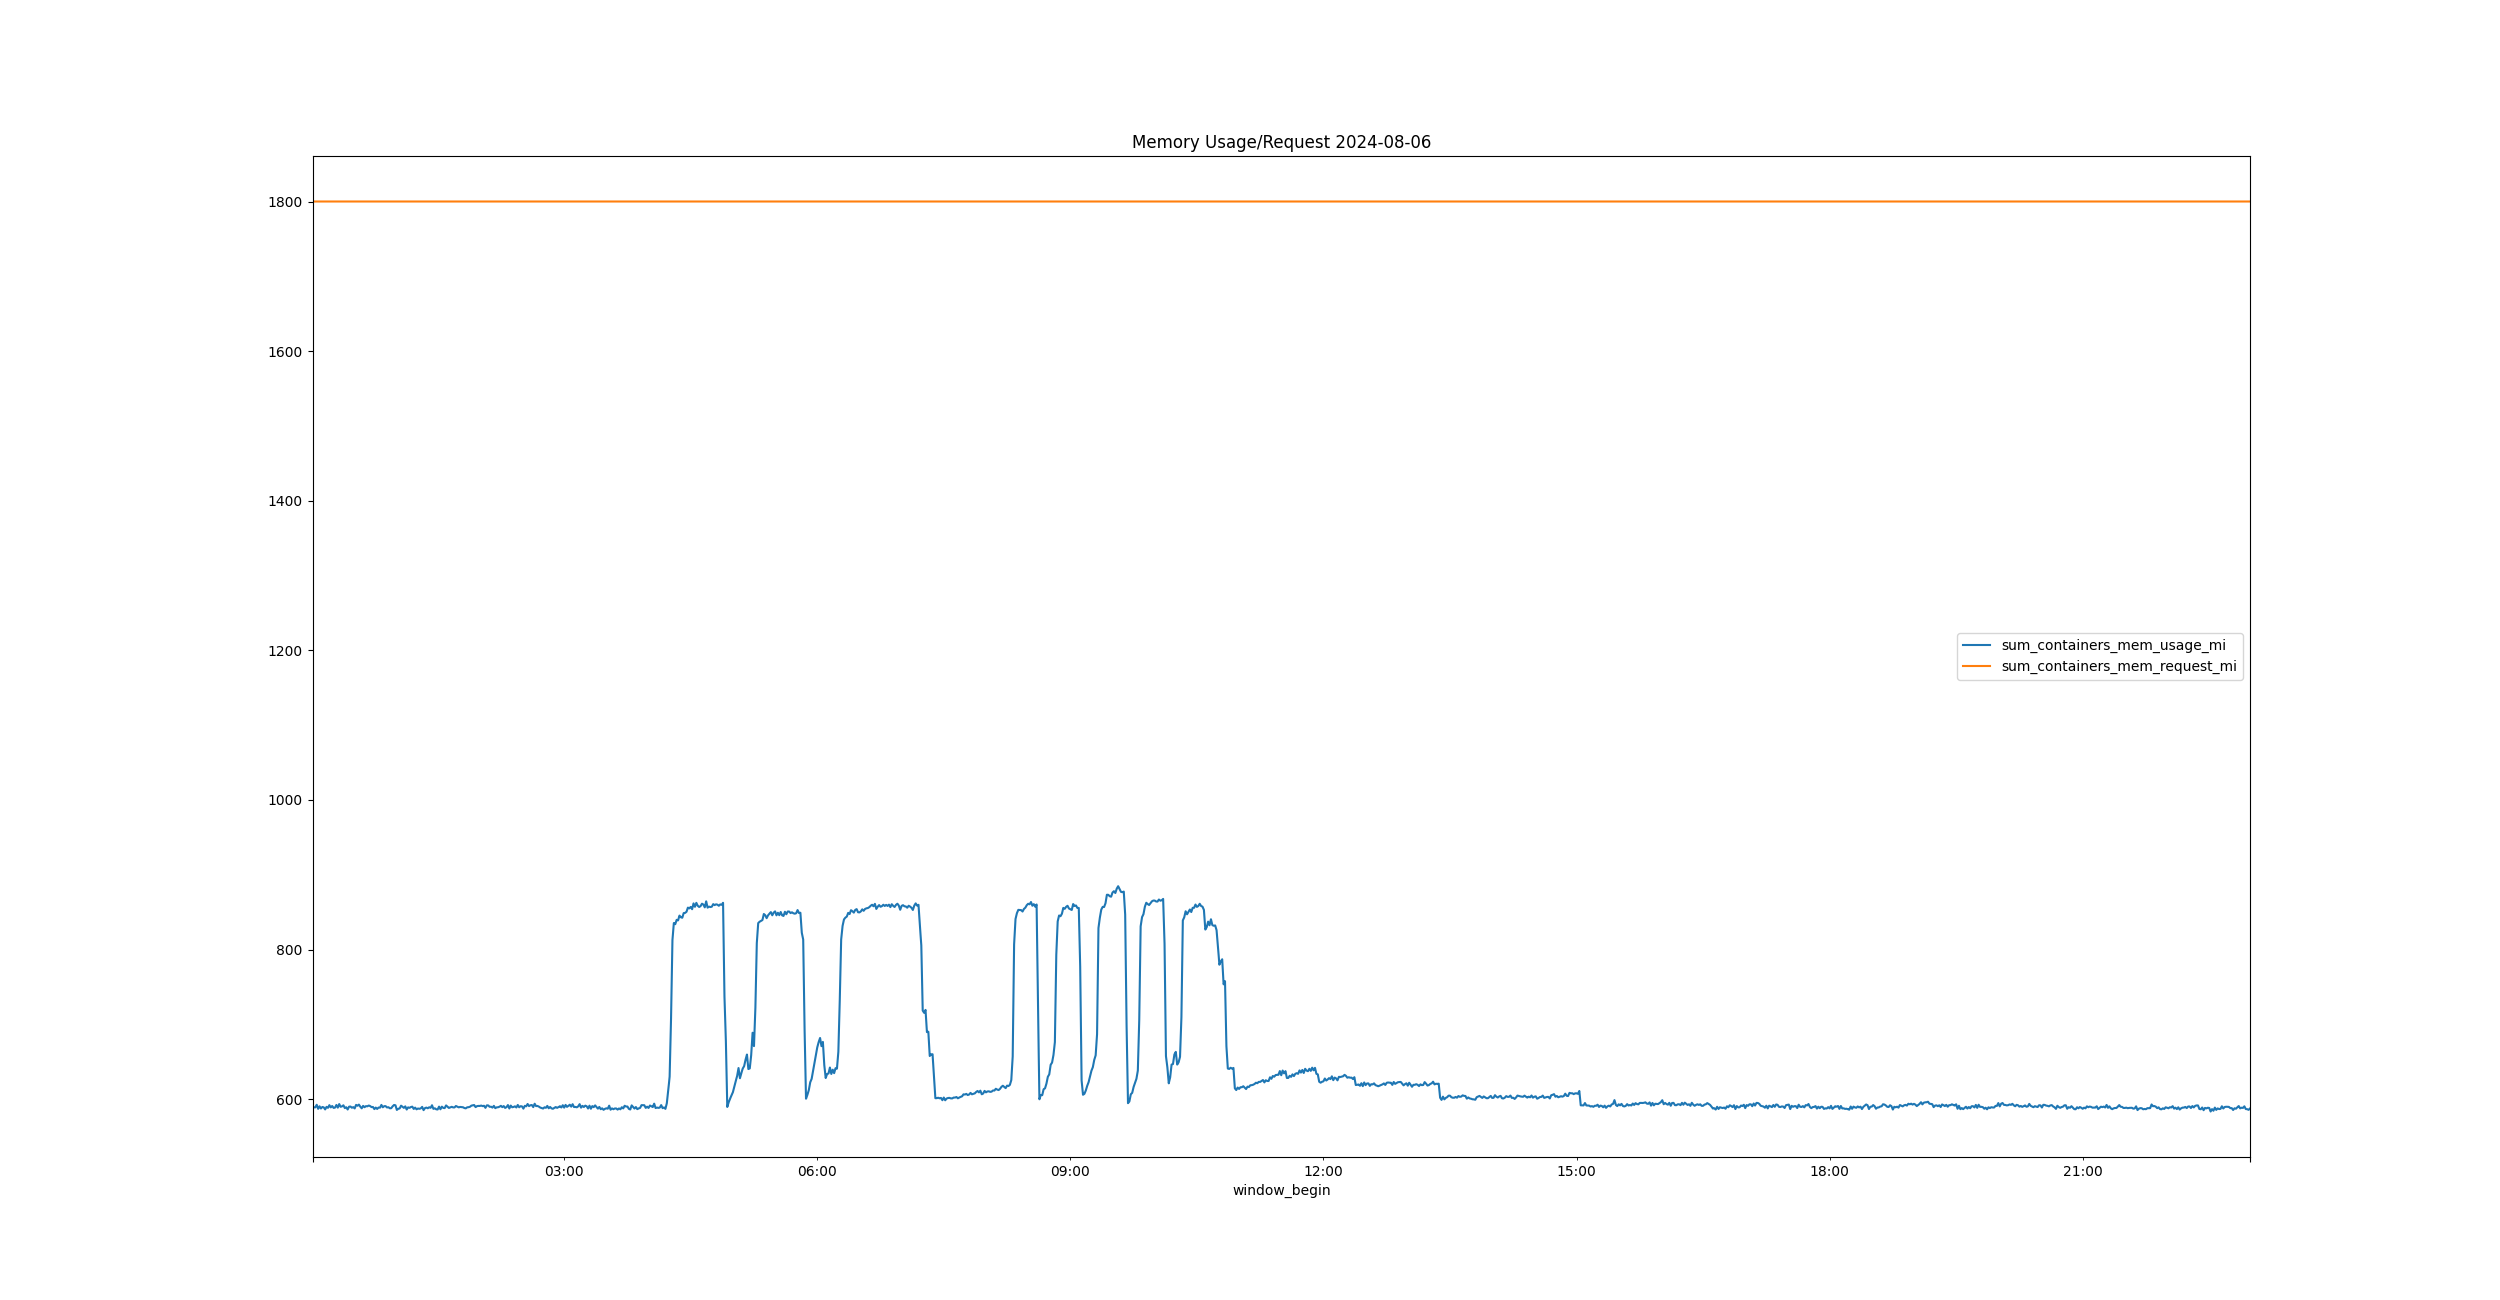 Memory Usage/Request 2024-08-06
1800
1600
1400
1200
1000
800
600
sum_containers_mem_usage_mi
sum_containers_mem_request_mi
03:00 06:00 09:00 12:00 15:00 18:00 21:00
window_begin